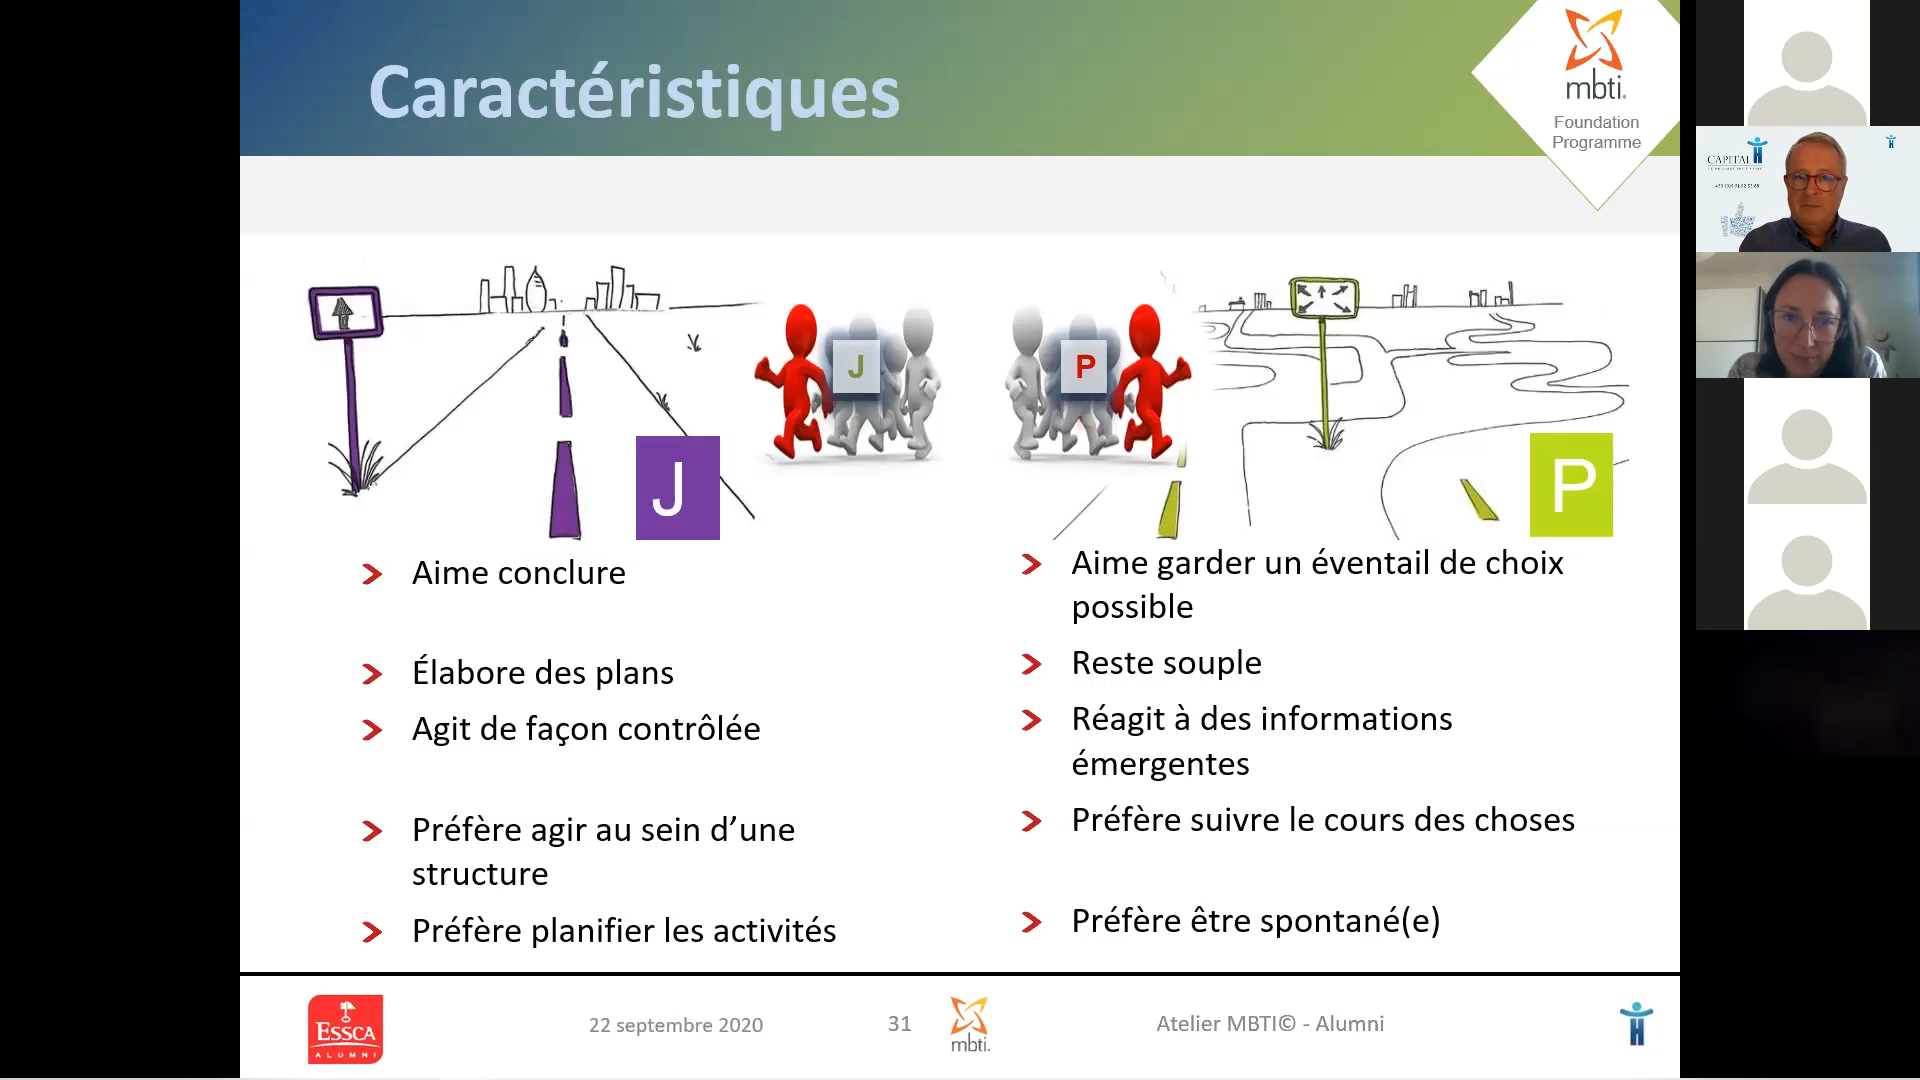 Caractéristiques
mbti.
Foundation
Programme
CAPITAL
J
P
J
P
Aime conclure
Élabore des plans
Agit de façon contrôlée
Préfère agir au sein d’une
structure
Préfère planifier les activités
Aime garder un éventail de choix
possible
Reste souple
Réagit à des informations
émergentes
Préfère suivre le cours des choses
Préfère être spontané(e)
ESSCA
ALUMNI
22 septembre 2020
31
mbti.
Atelier MBTI© - Alumni